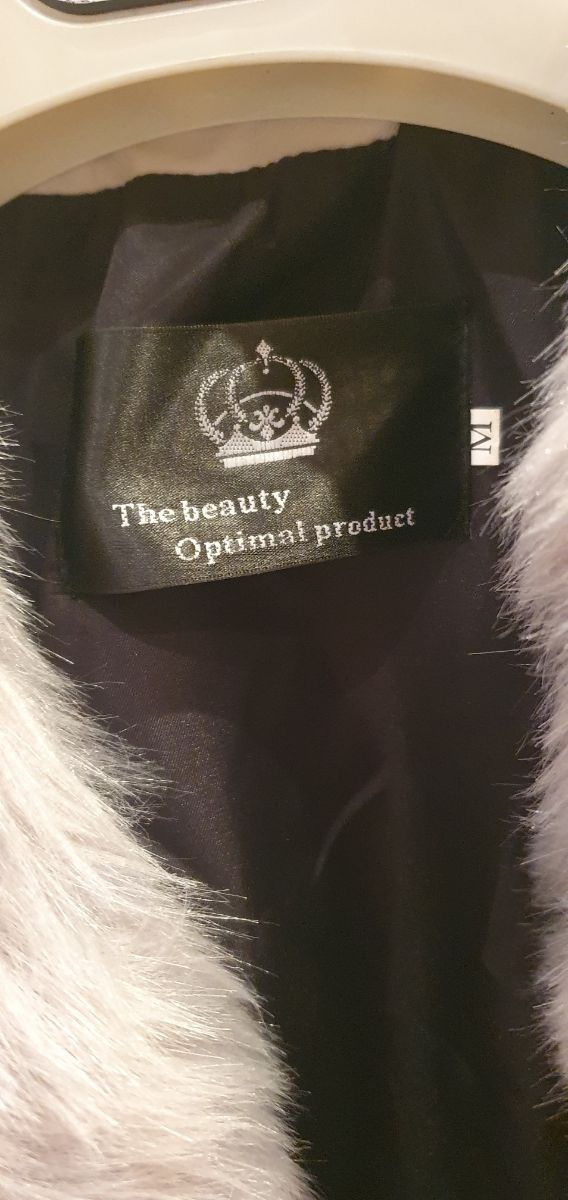 The beauty
Optimal product
M